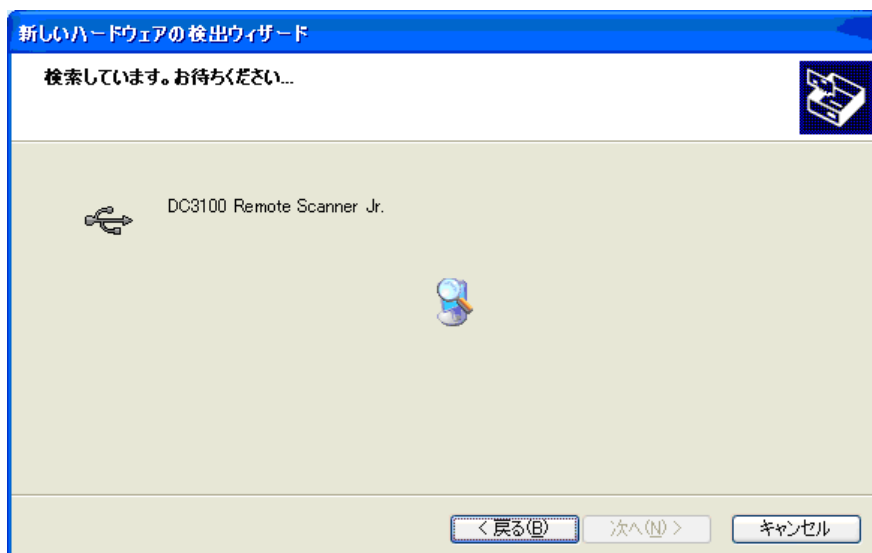 新しいハードウェアの検出ウィザード
検索しています。お待ちください...
DC3100 Remote Scanner Jr.
< 戻る(B)
次へ(N) >
キャンセル